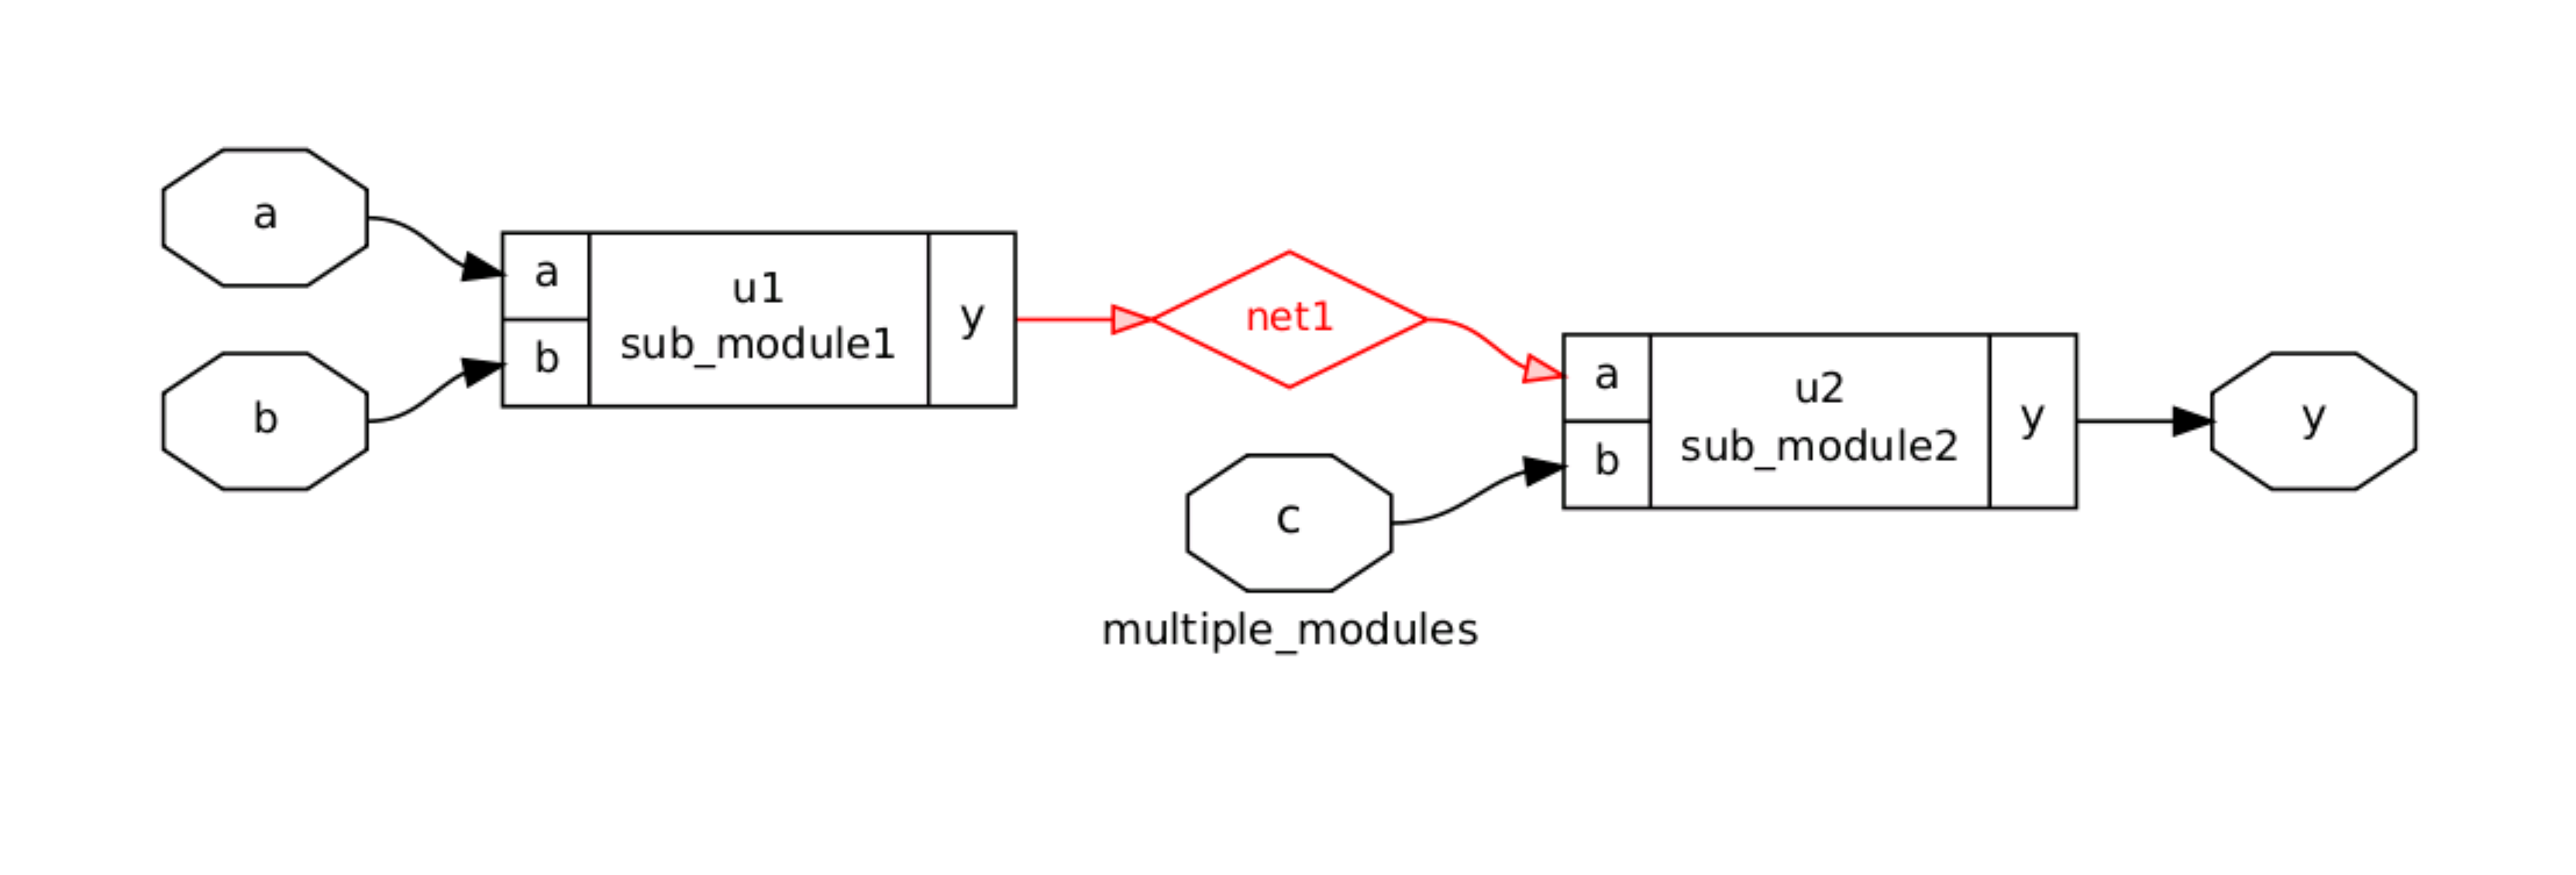 a
b
a
b
u1
sub_module1
y
net1
c
a
b
u2
sub_module2
y
y
multiple_modules